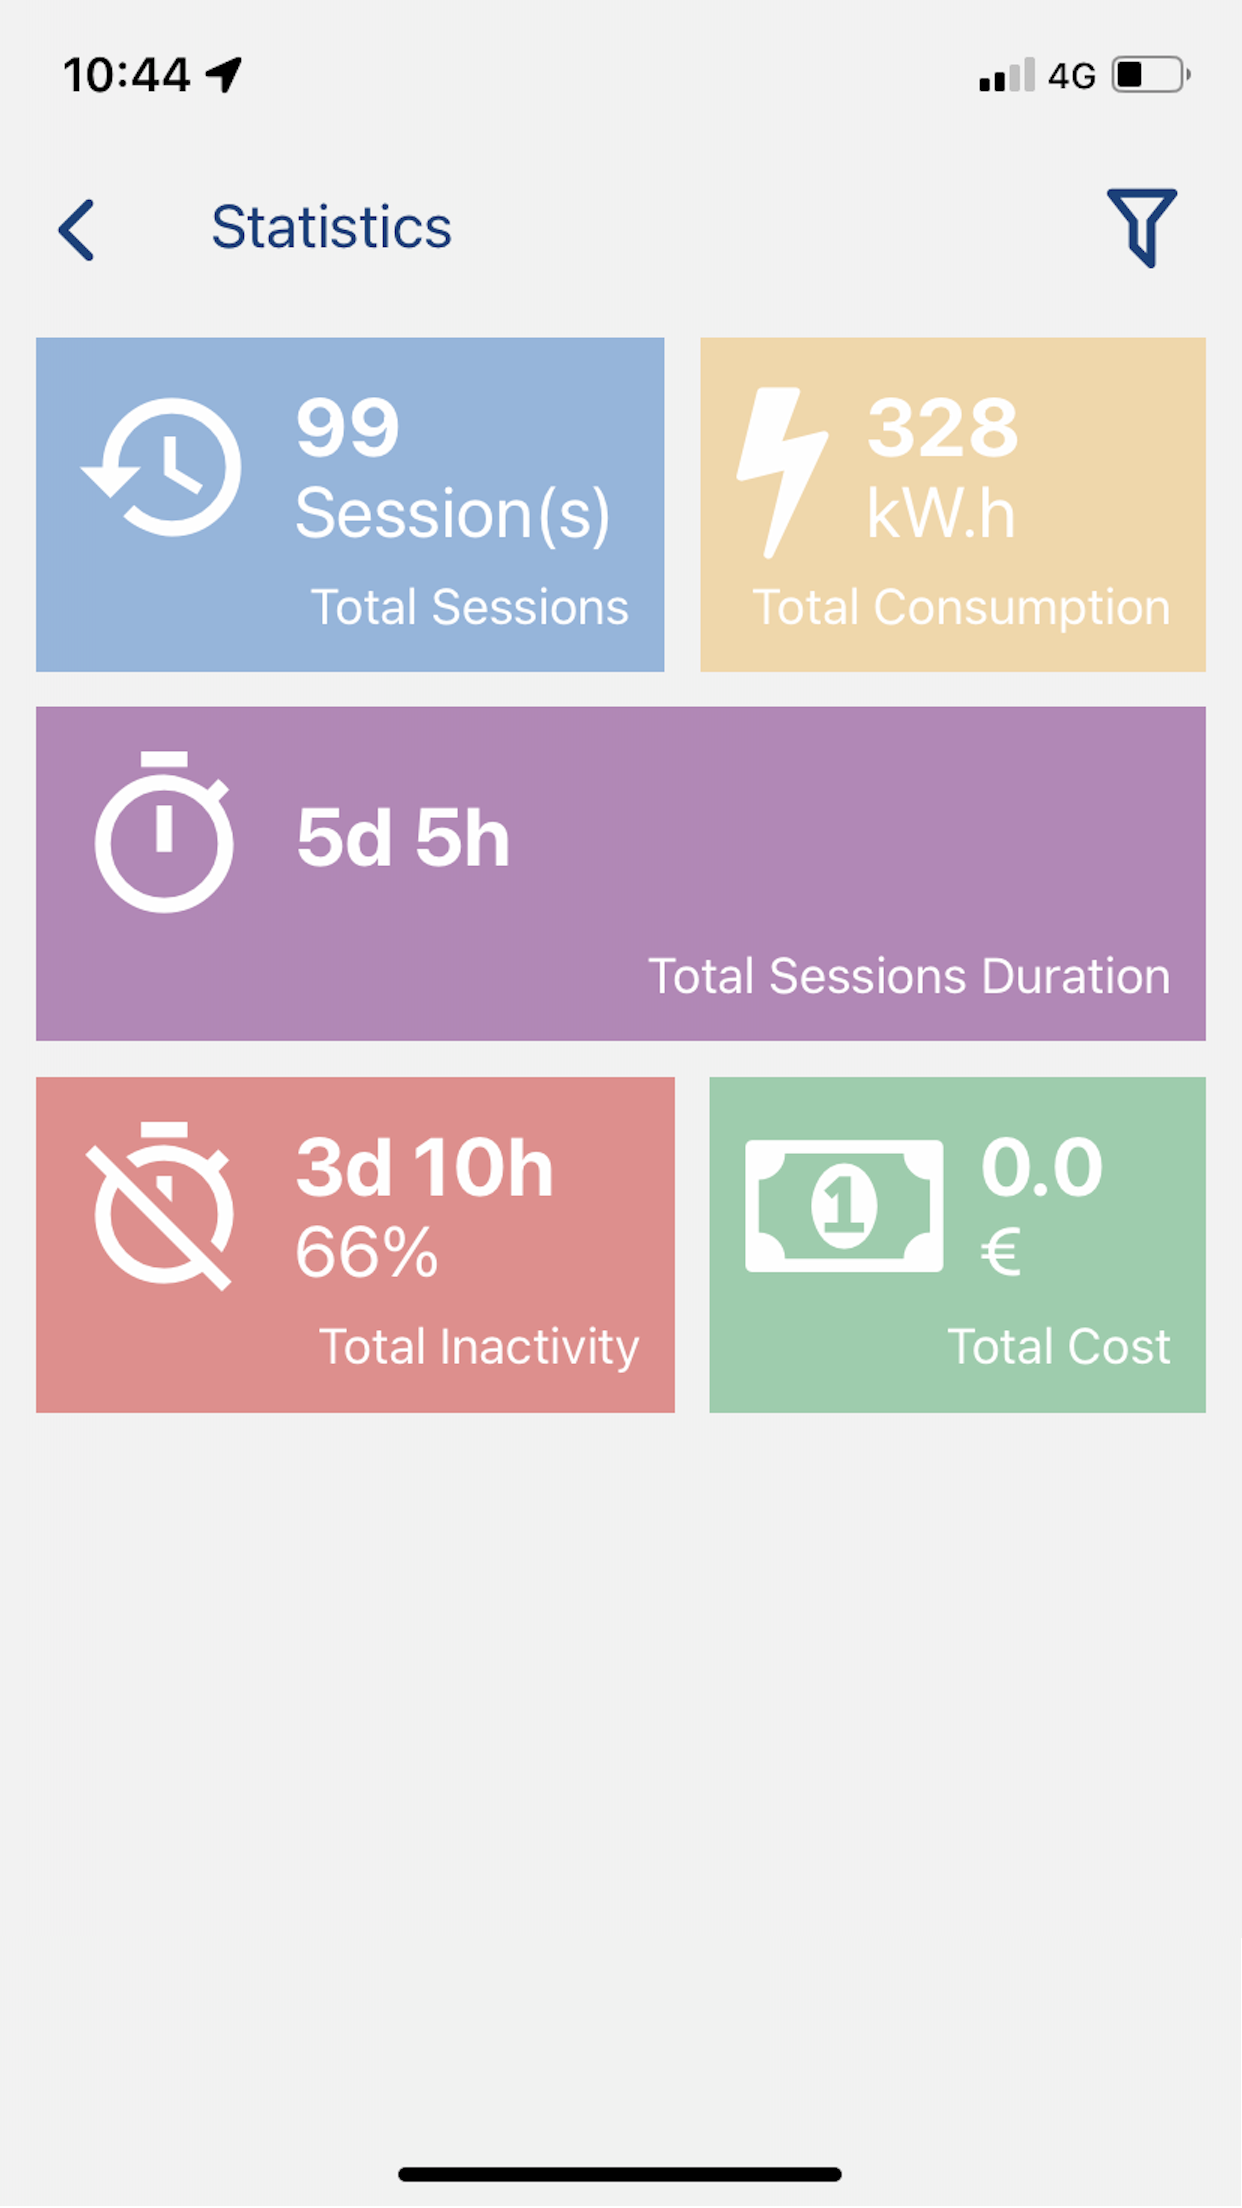 10:44
4G
Statistics
99
Session(s)
Total Sessions
328
kW.h
Total Consumption
5d 5h
Total Sessions Duration
3d 10h
66%
Total Inactivity
1
0.0
€
Total Cost